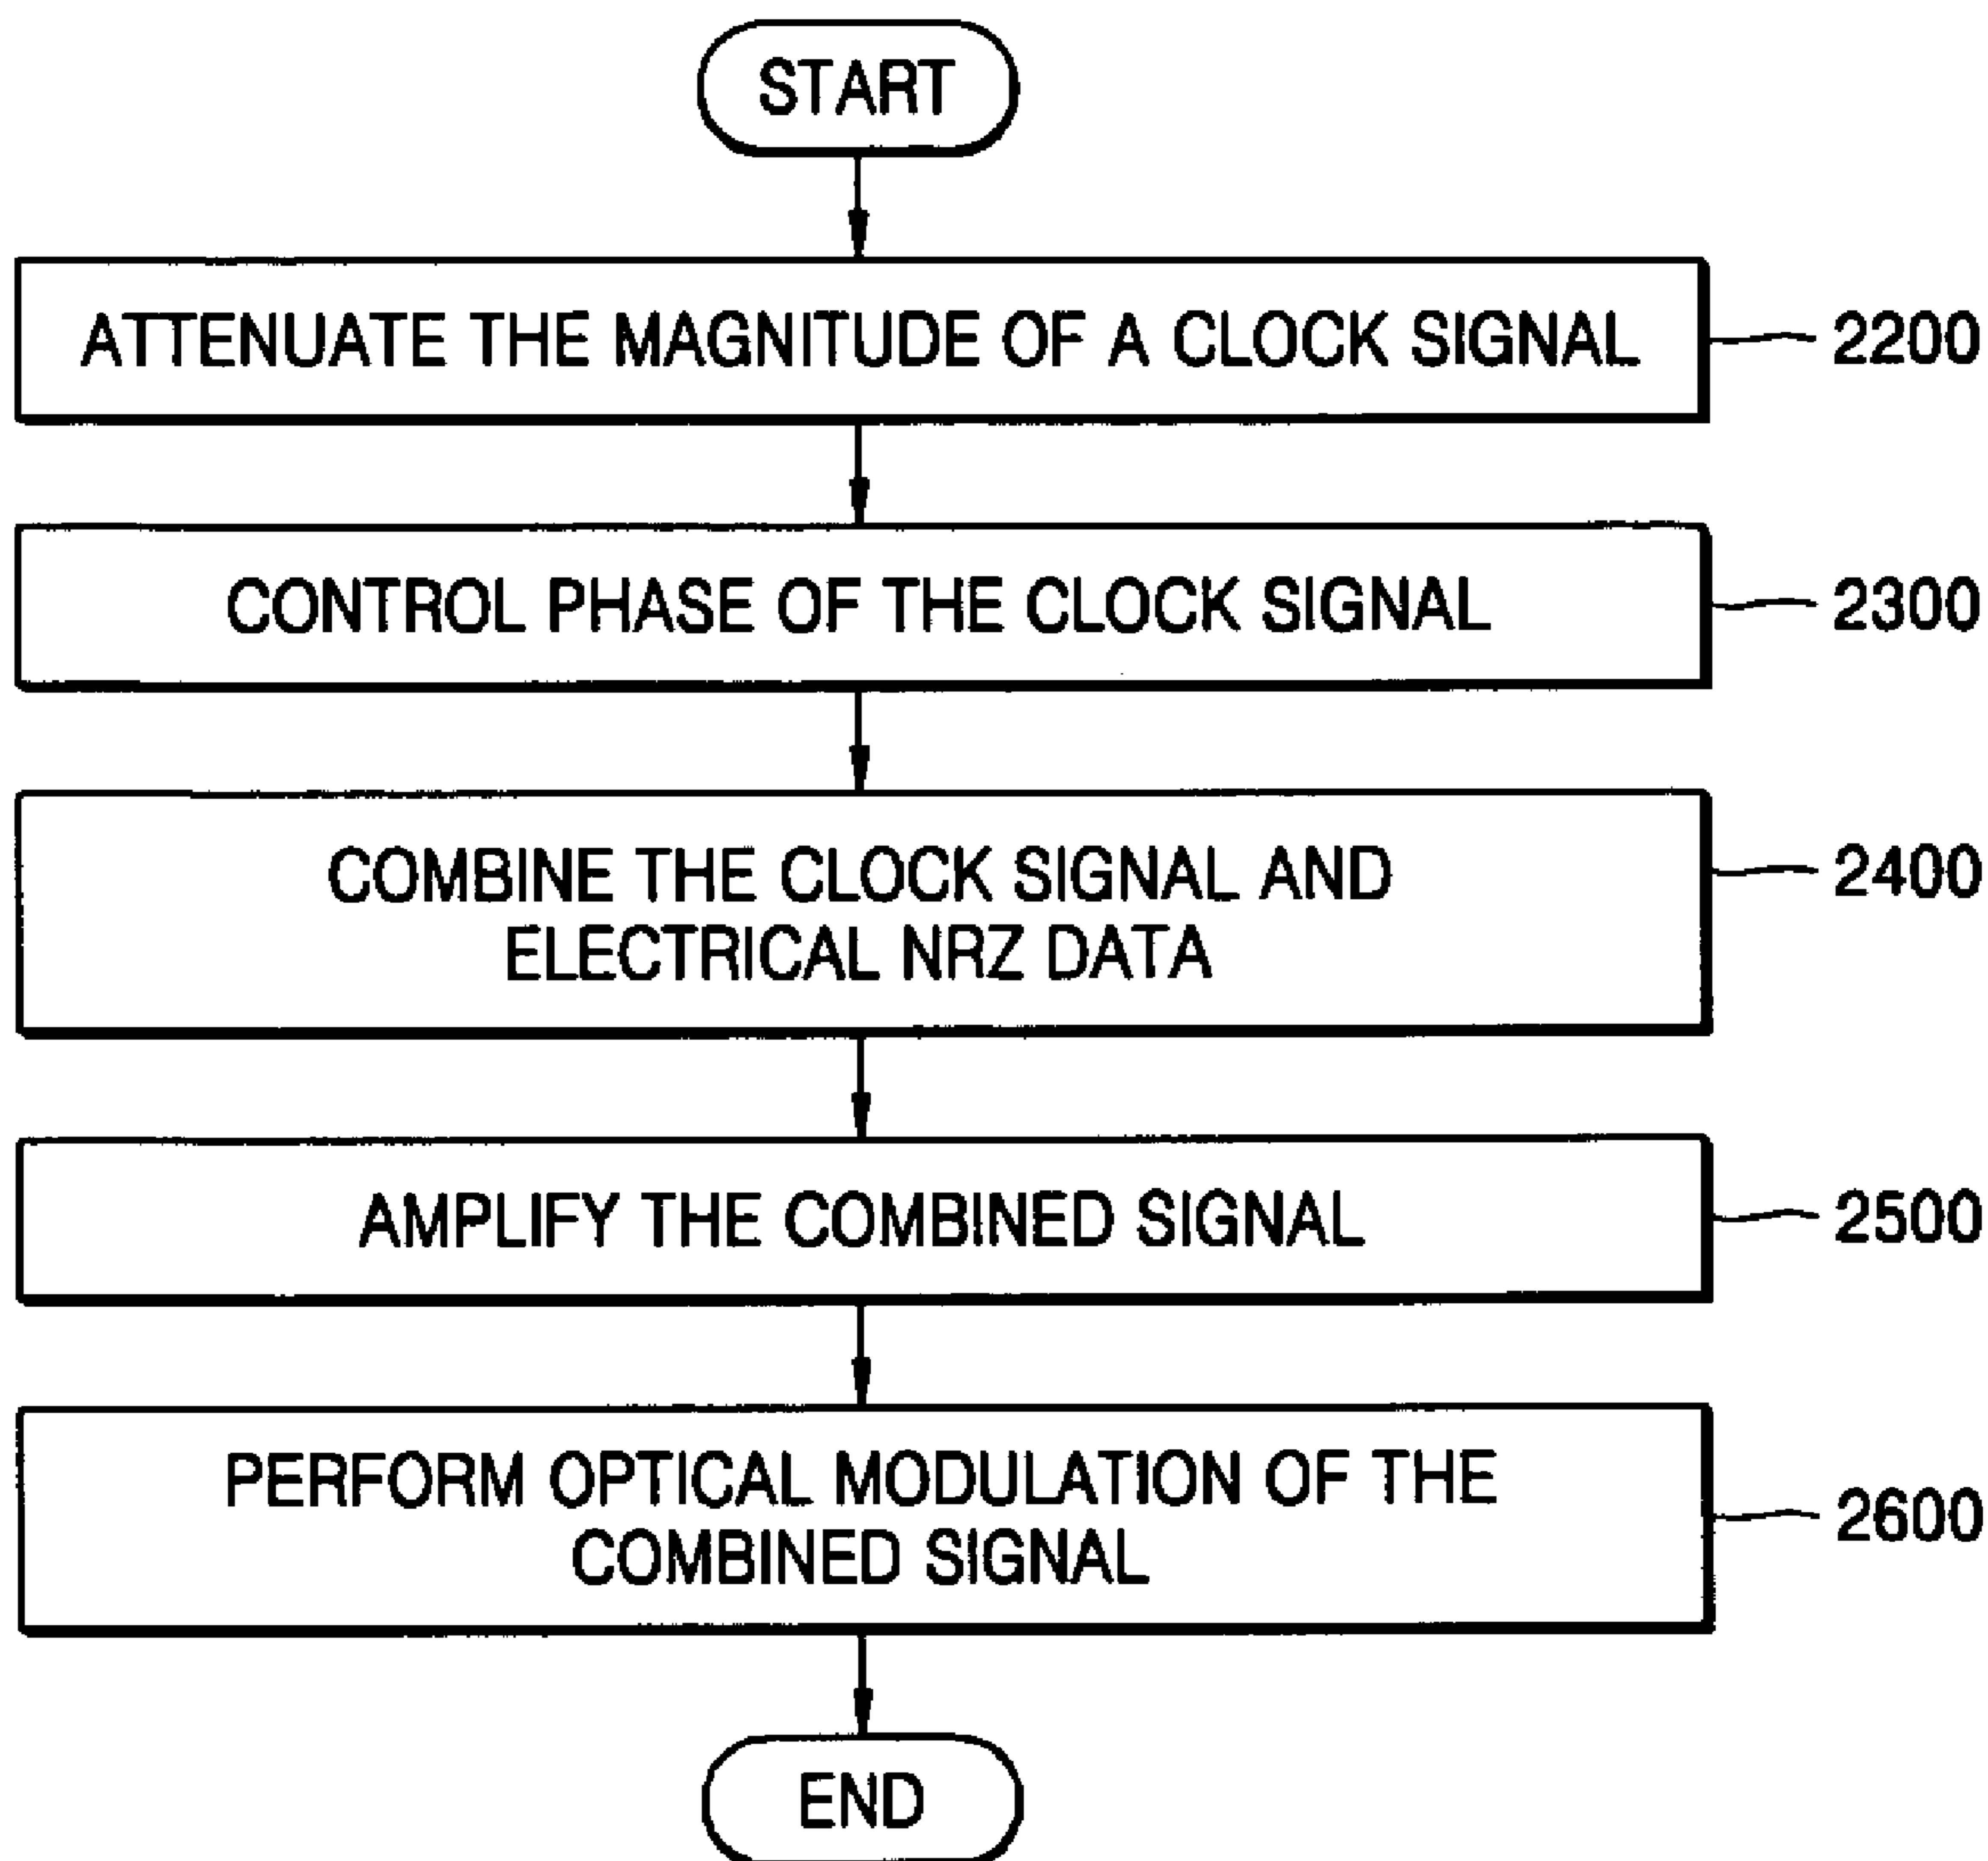 START
ATTENUATE THE MAGNITUDE OF A CLOCK SIGNAL
2200
CONTROL PHASE OF THE CLOCK SIGNAL
2300
COMBINE THE CLOCK SIGNAL AND
ELECTRICAL NRZ DATA
2400
AMPLIFY THE COMBINED SIGNAL
2500
PERFORM OPTICAL MODULATION OF THE
COMBINED SIGNAL
2600
END